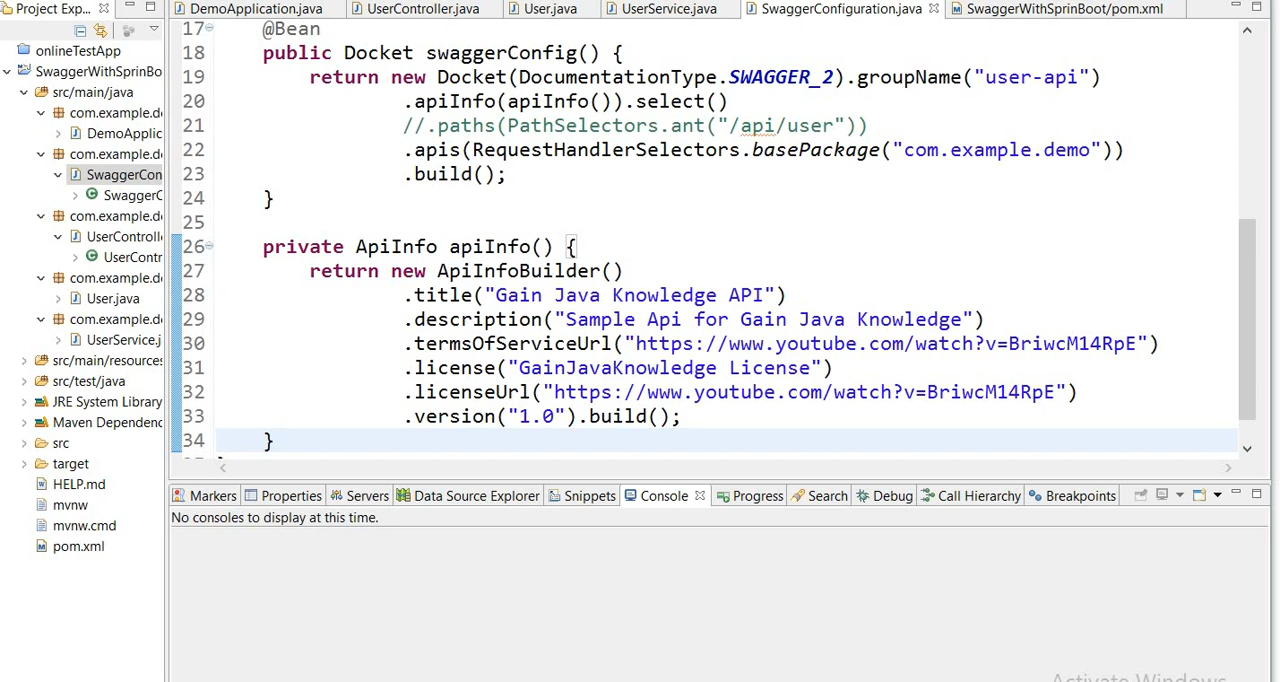 Project Exp...
DemoApplication.java
UserController.java
User.java
UserService.java
SwaggerConfiguration.java
SwaggerWithSprinBoot/pom.xml
onlineTestApp
SwaggerWithSprinBo
src/main/java
com.example.de
DemoApplic
com.example.de
SwaggerCon
SwaggerC
com.example.de
UserControlle
UserContr
com.example.de
User.java
com.example.de
UserService.j
src/main/resources
src/test/java
JRE System Library
Maven Dependenc
src
target
HELP.md
mvnw
mvnw.cmd
pom.xml
17 @Bean
18 public Docket swaggerConfig() {
19 return new Docket(DocumentationType.SWAGGER_2).groupName("user-api")
20 .apiInfo(apiInfo()).select()
21 //.paths(PathSelectors.ant("/api/user"))
22 .apis(RequestHandlerSelectors.basePackage("com.example.demo"))
23 .build();
24 }
25
26 private ApiInfo apiInfo() {
27 return new ApiInfoBuilder()
28 .title("Gain Java Knowledge API")
29 .description("Sample Api for Gain Java Knowledge")
30 .termsOfServiceUrl("https://www.youtube.com/watch?v=BriwcM14RpE")
31 .license("GainJavaKnowledge License")
32 .licenseUrl("https://www.youtube.com/watch?v=BriwcM14RpE")
33 .version("1.0").build();
34 }
Markers Properties Servers Data Source Explorer Snippets Console Progress Search Debug Call Hierarchy Breakpoints
No consoles to display at this time.
Activate Windows